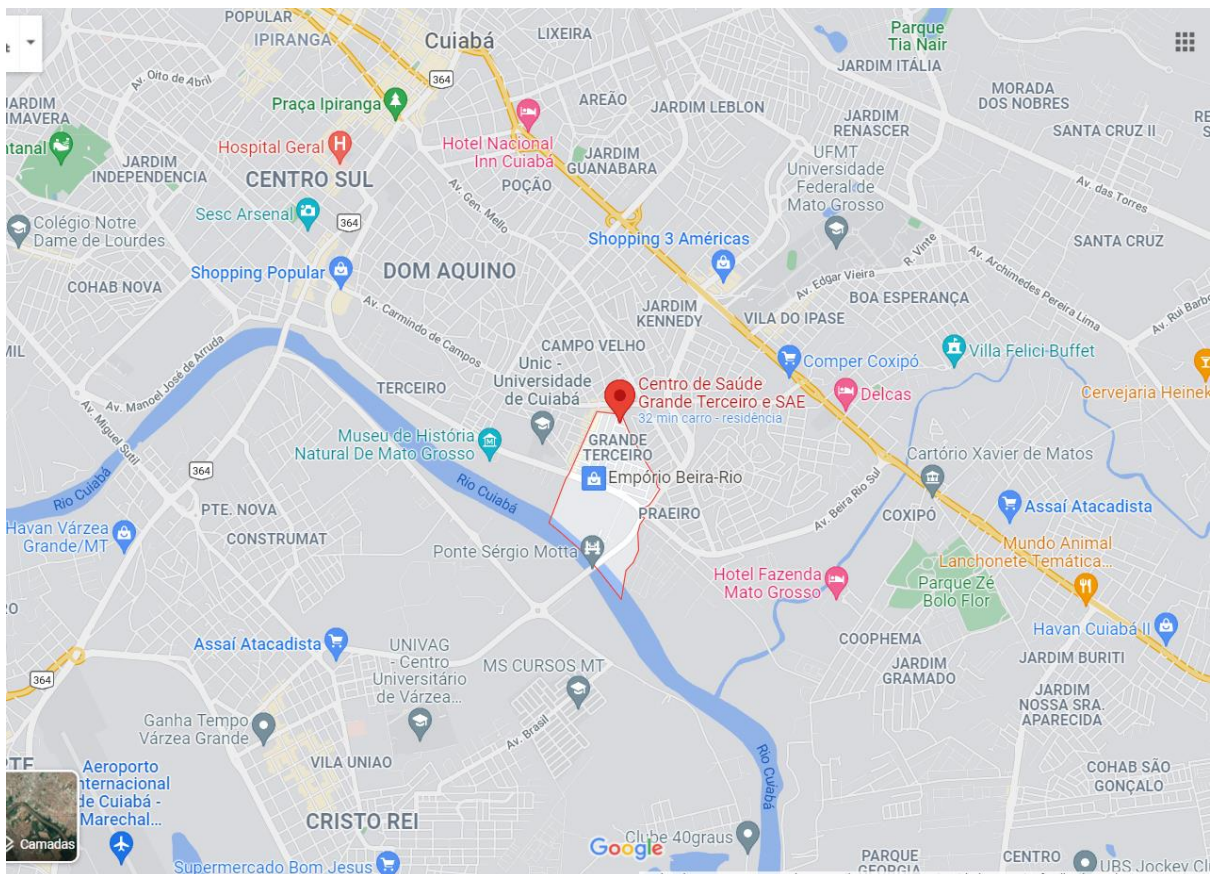 POPULAR
IPIRANGA
Cuiabá
LIXEIRA
Parque
Tia Nair
JARDIM ITÁLIA
364
Av. Oito de Abril
Praça Ipiranga
AREÃO
JARDIM LEBLON
MORADA
DOS NOBRES
JARDIM
RENASCER
SANTA CRUZ II
JARDIM
Hospital Geral
Hotel Nacional
Inn Cuiabá
JARDIM
GUANABARA
UFMT
Universidade
Federal de
Mato Grosso
JARDIM
INDEPENDENCIA
CENTRO SUL
POÇÃO
Av. Gen. Mello
Av. das Torres
Sesc Arsenal
364
Colégio Notre
Dame de Lourdes
Shopping 3 Américas
R. Vinte
SANTA CRUZ
Shopping Popular
DOM AQUINO
Av. Edgar Vieira
Av. Archimedes Pereira Lima
COHAB NOVA
BOA ESPERANÇA
JARDIM
KENNEDY
VILA DO IPASE
Av. Carmindo de Campos
Av. Rui Barbo
MIL
Av. Manoel José de Arruda
CAMPO VELHO
Comper Coxipó
Villa Felici Buffet
Unic -
Universidade
de Cuiabá
TERCEIRO
Centro de Saúde
Grande Terceiro e SAE
32 min carro - residência
Delcas
Cervejaria Heinek
Av. Miguel Sutil
Museu de História
Natural De Mato Grosso
GRANDE
TERCEIRO
Cartório Xavier de Matos
364
Rio Cuiabá
Rio Cuiabá
Empório Beira-Rio
Av. Beira Rio Sul
PTE. NOVA
PRAEIRO
COXIPÓ
Assaí Atacadista
Havan Várzea
Grande/MT
CONSTRUMAT
Ponte Sérgio Motta
Mundo Animal
Lanchonete Temática...
Hotel Fazenda
Mato Grosso
Parque Zé
Bolo Flor
Havan Cuiabá II
Assaí Atacadista
UNIVAG
- Centro
Universitário
de Várzea...
COOPHEMA
MS CURSOS MT
JARDIM
GRAMADO
JARDIM BURITI
364
JARDIM
NOSSA SRA.
APARECIDA
Ganha Tempo
Várzea Grande
Av. Brasil
VILA UNIAO
Rio Cuiabá
Aeroporto
nternacional
de Cuiabá -
Marechal...
COHAB SÃO
GONÇALO
CRISTO REI
Camadas
Clube 40graus
Google
Supermercado Bom Jesus
PARQUE
GEORGIA
CENTRO
UBS Jockey Cl